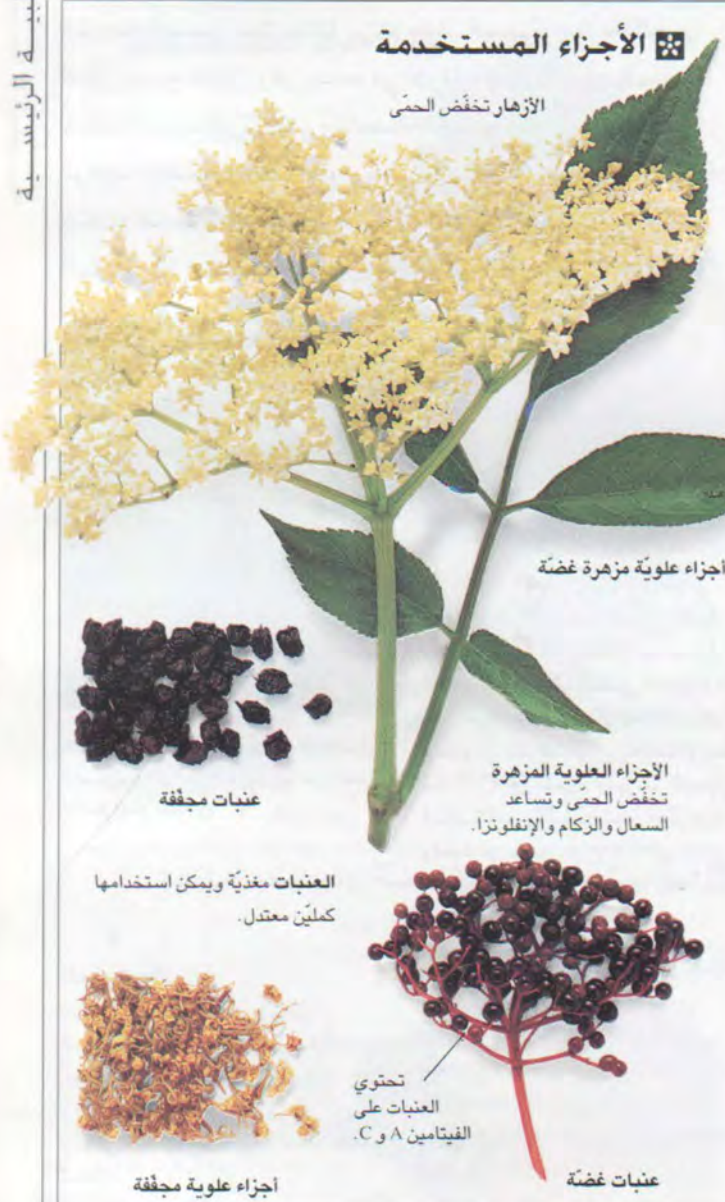 الأجزاء المستخدمة
الأزهار تخفّض الحمّى
أجزاء علويّة مزهرة غضّة
عنبات مجفّفة
الأجزاء العلوية المزهرة
تخفّض الحمّى وتساعد
السعال والزكام والإنفلونزا.
العنبات مغذيّة ويمكن استخدامها
كمليّن معتدل.
تحتوي
العنبات على
الفيتامين A و C.
عنبات غضّة
أجزاء علوية مجفّفة
الرئيسـية